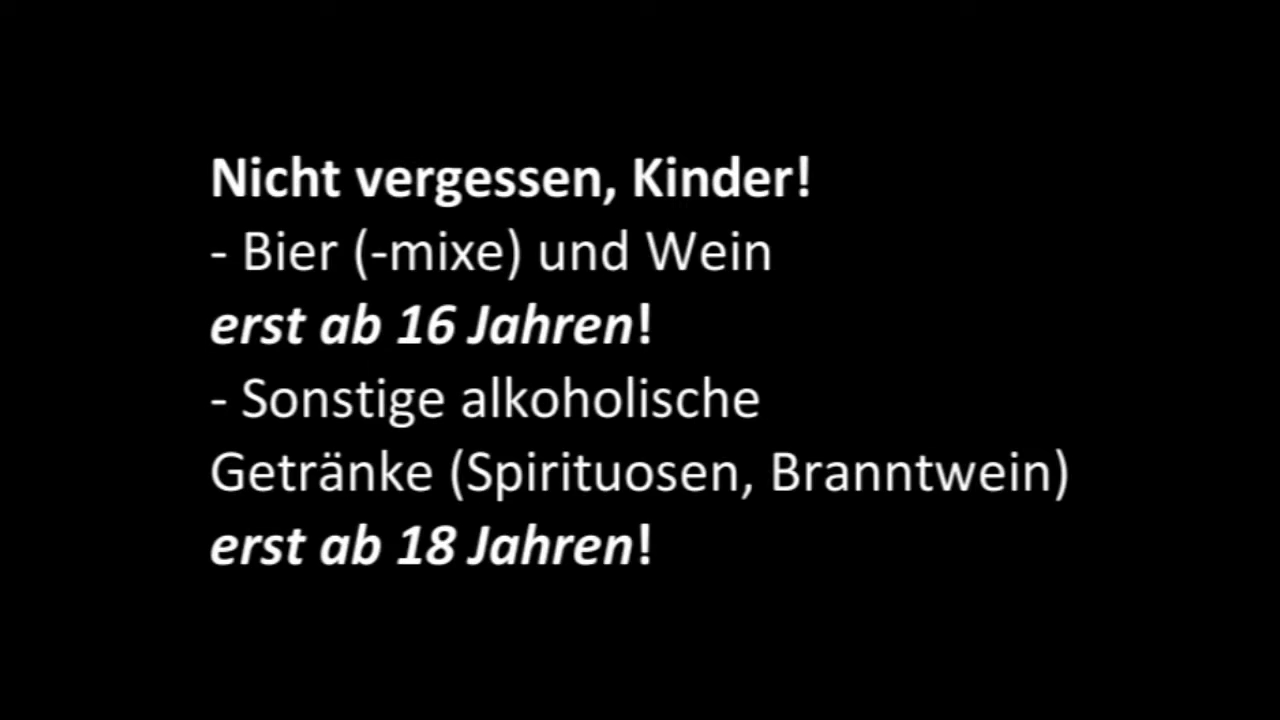 Nicht vergessen, Kinder!
- Bier (-mixe) und Wein
erst ab 16 Jahren!
- Sonstige alkoholische
Getränke (Spirituosen, Branntwein)
erst ab 18 Jahren!